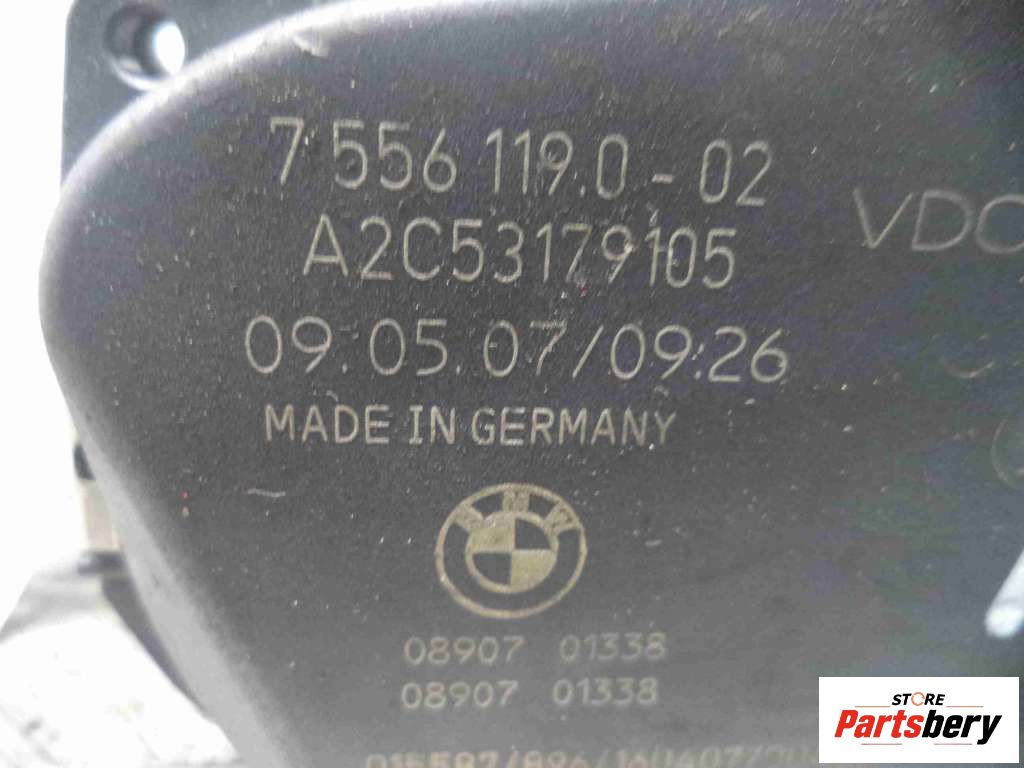 7 556 119.0 - 02
A2C53179105
VDO
09.05.07/09:26
MADE IN GERMANY
BMW
08907 01338
08907 01338
STORE
Partsbery